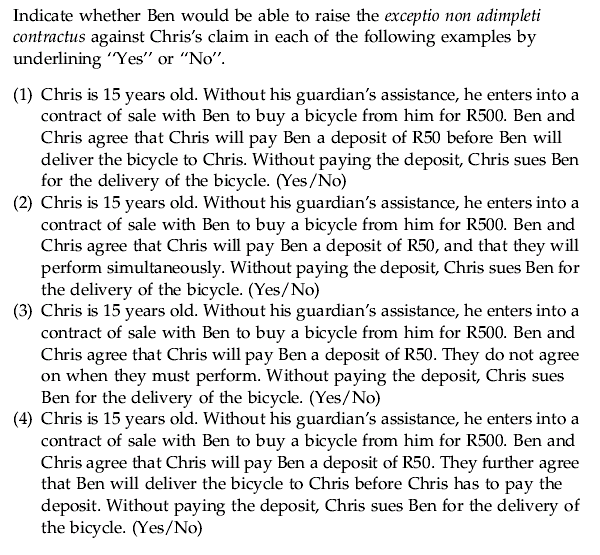 Indicate whether Ben would be able to raise the exceptio non adimpleti
contractus against Chris's claim in each of the following examples by
underlining ‘‘Yes’’ or “No”.
(1) Chris is 15 years old. Without his guardian's assistance, he enters into a
contract of sale with Ben to buy a bicycle from him for R500. Ben and
Chris agree that Chris will pay Ben a deposit of R50 before Ben will
deliver the bicycle to Chris. Without paying the deposit, Chris sues Ben
for the delivery of the bicycle. (Yes/No)
(2) Chris is 15 years old. Without his guardian's assistance, he enters into a
contract of sale with Ben to buy a bicycle from him for R500. Ben and
Chris agree that Chris will pay Ben a deposit of R50, and that they will
perform simultaneously. Without paying the deposit, Chris sues Ben for
the delivery of the bicycle. (Yes/No)
(3) Chris is 15 years old. Without his guardian's assistance, he enters into a
contract of sale with Ben to buy a bicycle from him for R500. Ben and
Chris agree that Chris will pay Ben a deposit of R50. They do not agree
on when they must perform. Without paying the deposit, Chris sues
Ben for the delivery of the bicycle. (Yes/No)
(4) Chris is 15 years old. Without his guardian's assistance, he enters into a
contract of sale with Ben to buy a bicycle from him for R500. Ben and
Chris agree that Chris will pay Ben a deposit of R50. They further agree
that Ben will deliver the bicycle to Chris before Chris has to pay the
deposit. Without paying the deposit, Chris sues Ben for the delivery of
the bicycle. (Yes/No)